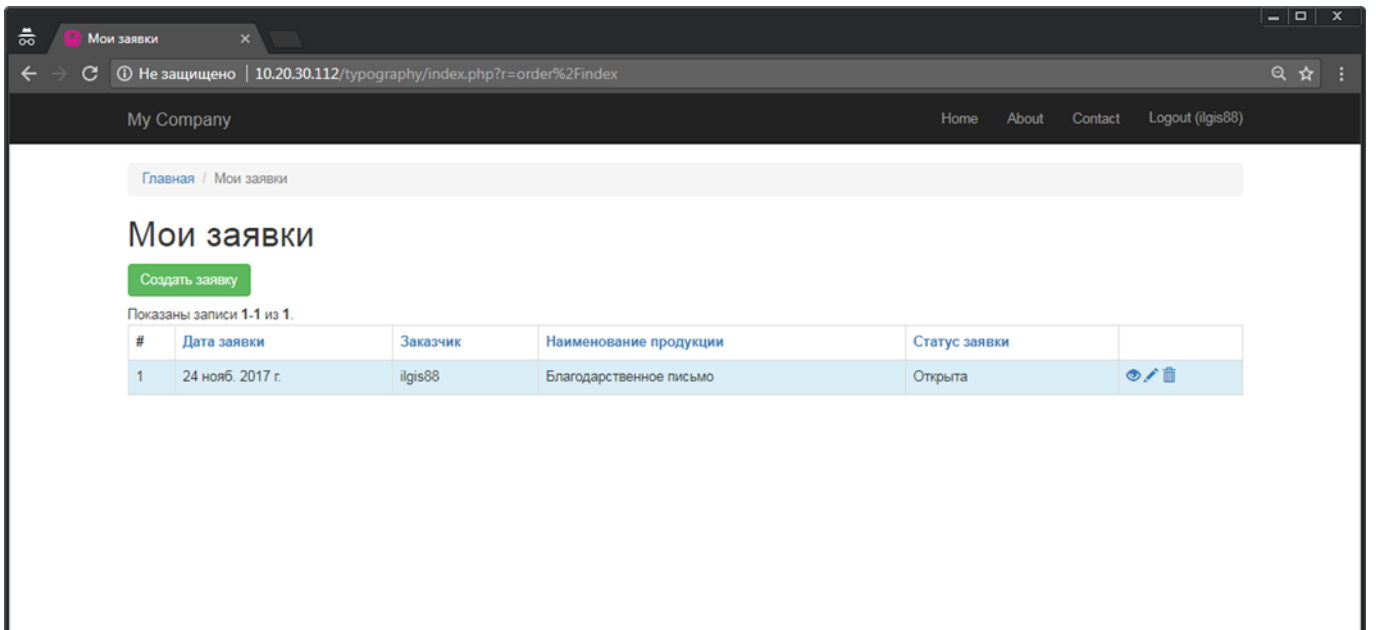 Мои заявки
Не защищено | 10.20.30.112/typography/index.php?r=order%2Findex
My Company Home About Contact Logout (ilgis88)
Главная / Мои заявки
Мои заявки
Создать заявку
Показаны записи 1-1 из 1.
# Дата заявки Заказчик Наименование продукции Статус заявки
1 24 нояб. 2017 г. ilgis88 Благодарственное письмо Открыта